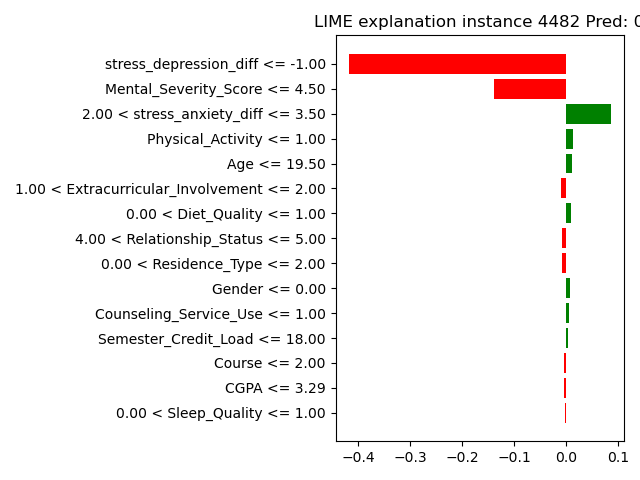 LIME explanation instance 4482 Pred: 0
stress_depression_diff <= -1.00
Mental_Severity_Score <= 4.50
2.00 < stress_anxiety_diff <= 3.50
Physical_Activity <= 1.00
Age <= 19.50
1.00 < Extracurricular_Involvement <= 2.00
0.00 < Diet_Quality <= 1.00
4.00 < Relationship_Status <= 5.00
0.00 < Residence_Type <= 2.00
Gender <= 0.00
Counseling_Service_Use <= 1.00
Semester_Credit_Load <= 18.00
Course <= 2.00
CGPA <= 3.29
0.00 < Sleep_Quality <= 1.00
−0.4 −0.3 −0.2 −0.1 0.0 0.1